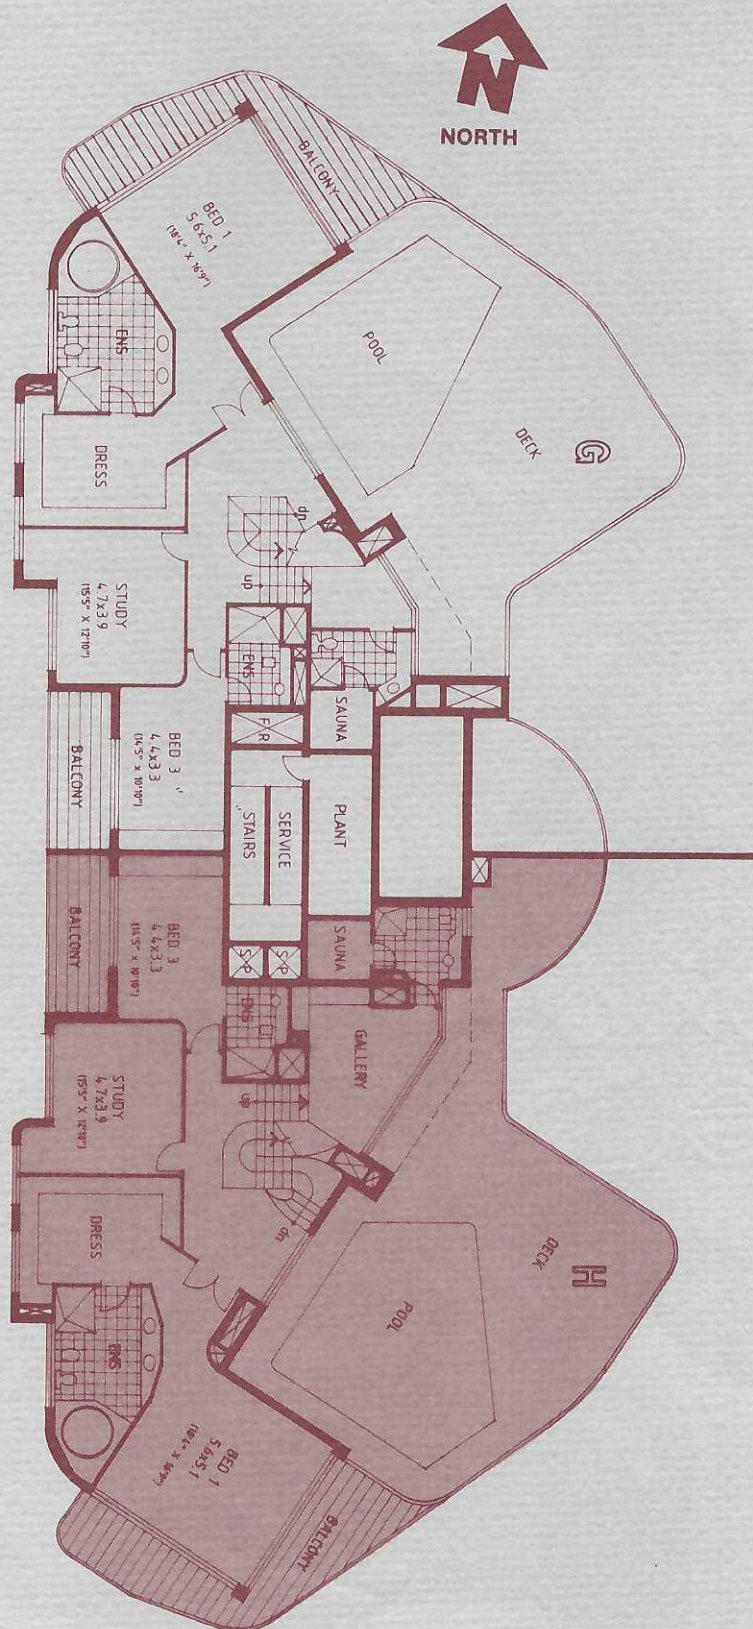 N
NORTH
BALCONY
BED 1
5.6x5.1
(18'4" X 16'9")
POOL
ENS
DECK
G
DRESS
dn
up
STUDY
4.7x3.9
(15'5" X 12'10")
ENS
SAUNA
F R
BED 3
4.4x3.3
(14'5" X 10'10")
BALCONY
PLANT
SERVICE
STAIRS
BALCONY
BED 3
4.4x3.3
(14'5" X 10'10")
SAUNA
S P
S P
ENS
GALLERY
STUDY
4.7x3.9
(15'5" X 12'10")
up
dn
DRESS
DECK
H
POOL
ENS
BED 1
5.6x5.1
(18'4" X 16'9")
BALCONY